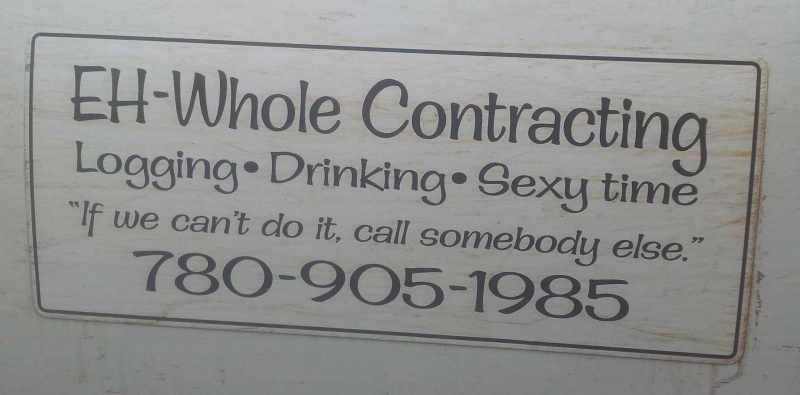 EH-Whole Contracting
Logging• Drinking• Sexy time
"If we can't do it, call somebody else."
780-905-1985